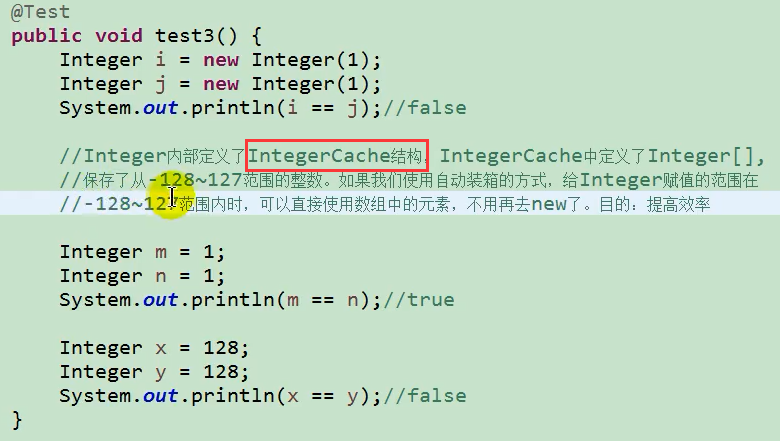 @Test
public void test3() {
Integer i = new Integer(1);
Integer j = new Integer(1);
System.out.println(i == j);//false
//Integer内部定义了IntegerCache结构，IntegerCache中定义了Integer[],
//保存了从-128~127范围的整数。如果我们使用自动装箱的方式，给Integer赋值的范围在
//-128~127范围内时，可以直接使用数组中的元素，不用再去new了。目的：提高效率
Integer m = 1;
Integer n = 1;
System.out.println(m == n);//true
Integer x = 128;
Integer y = 128;
System.out.println(x == y);//false
}